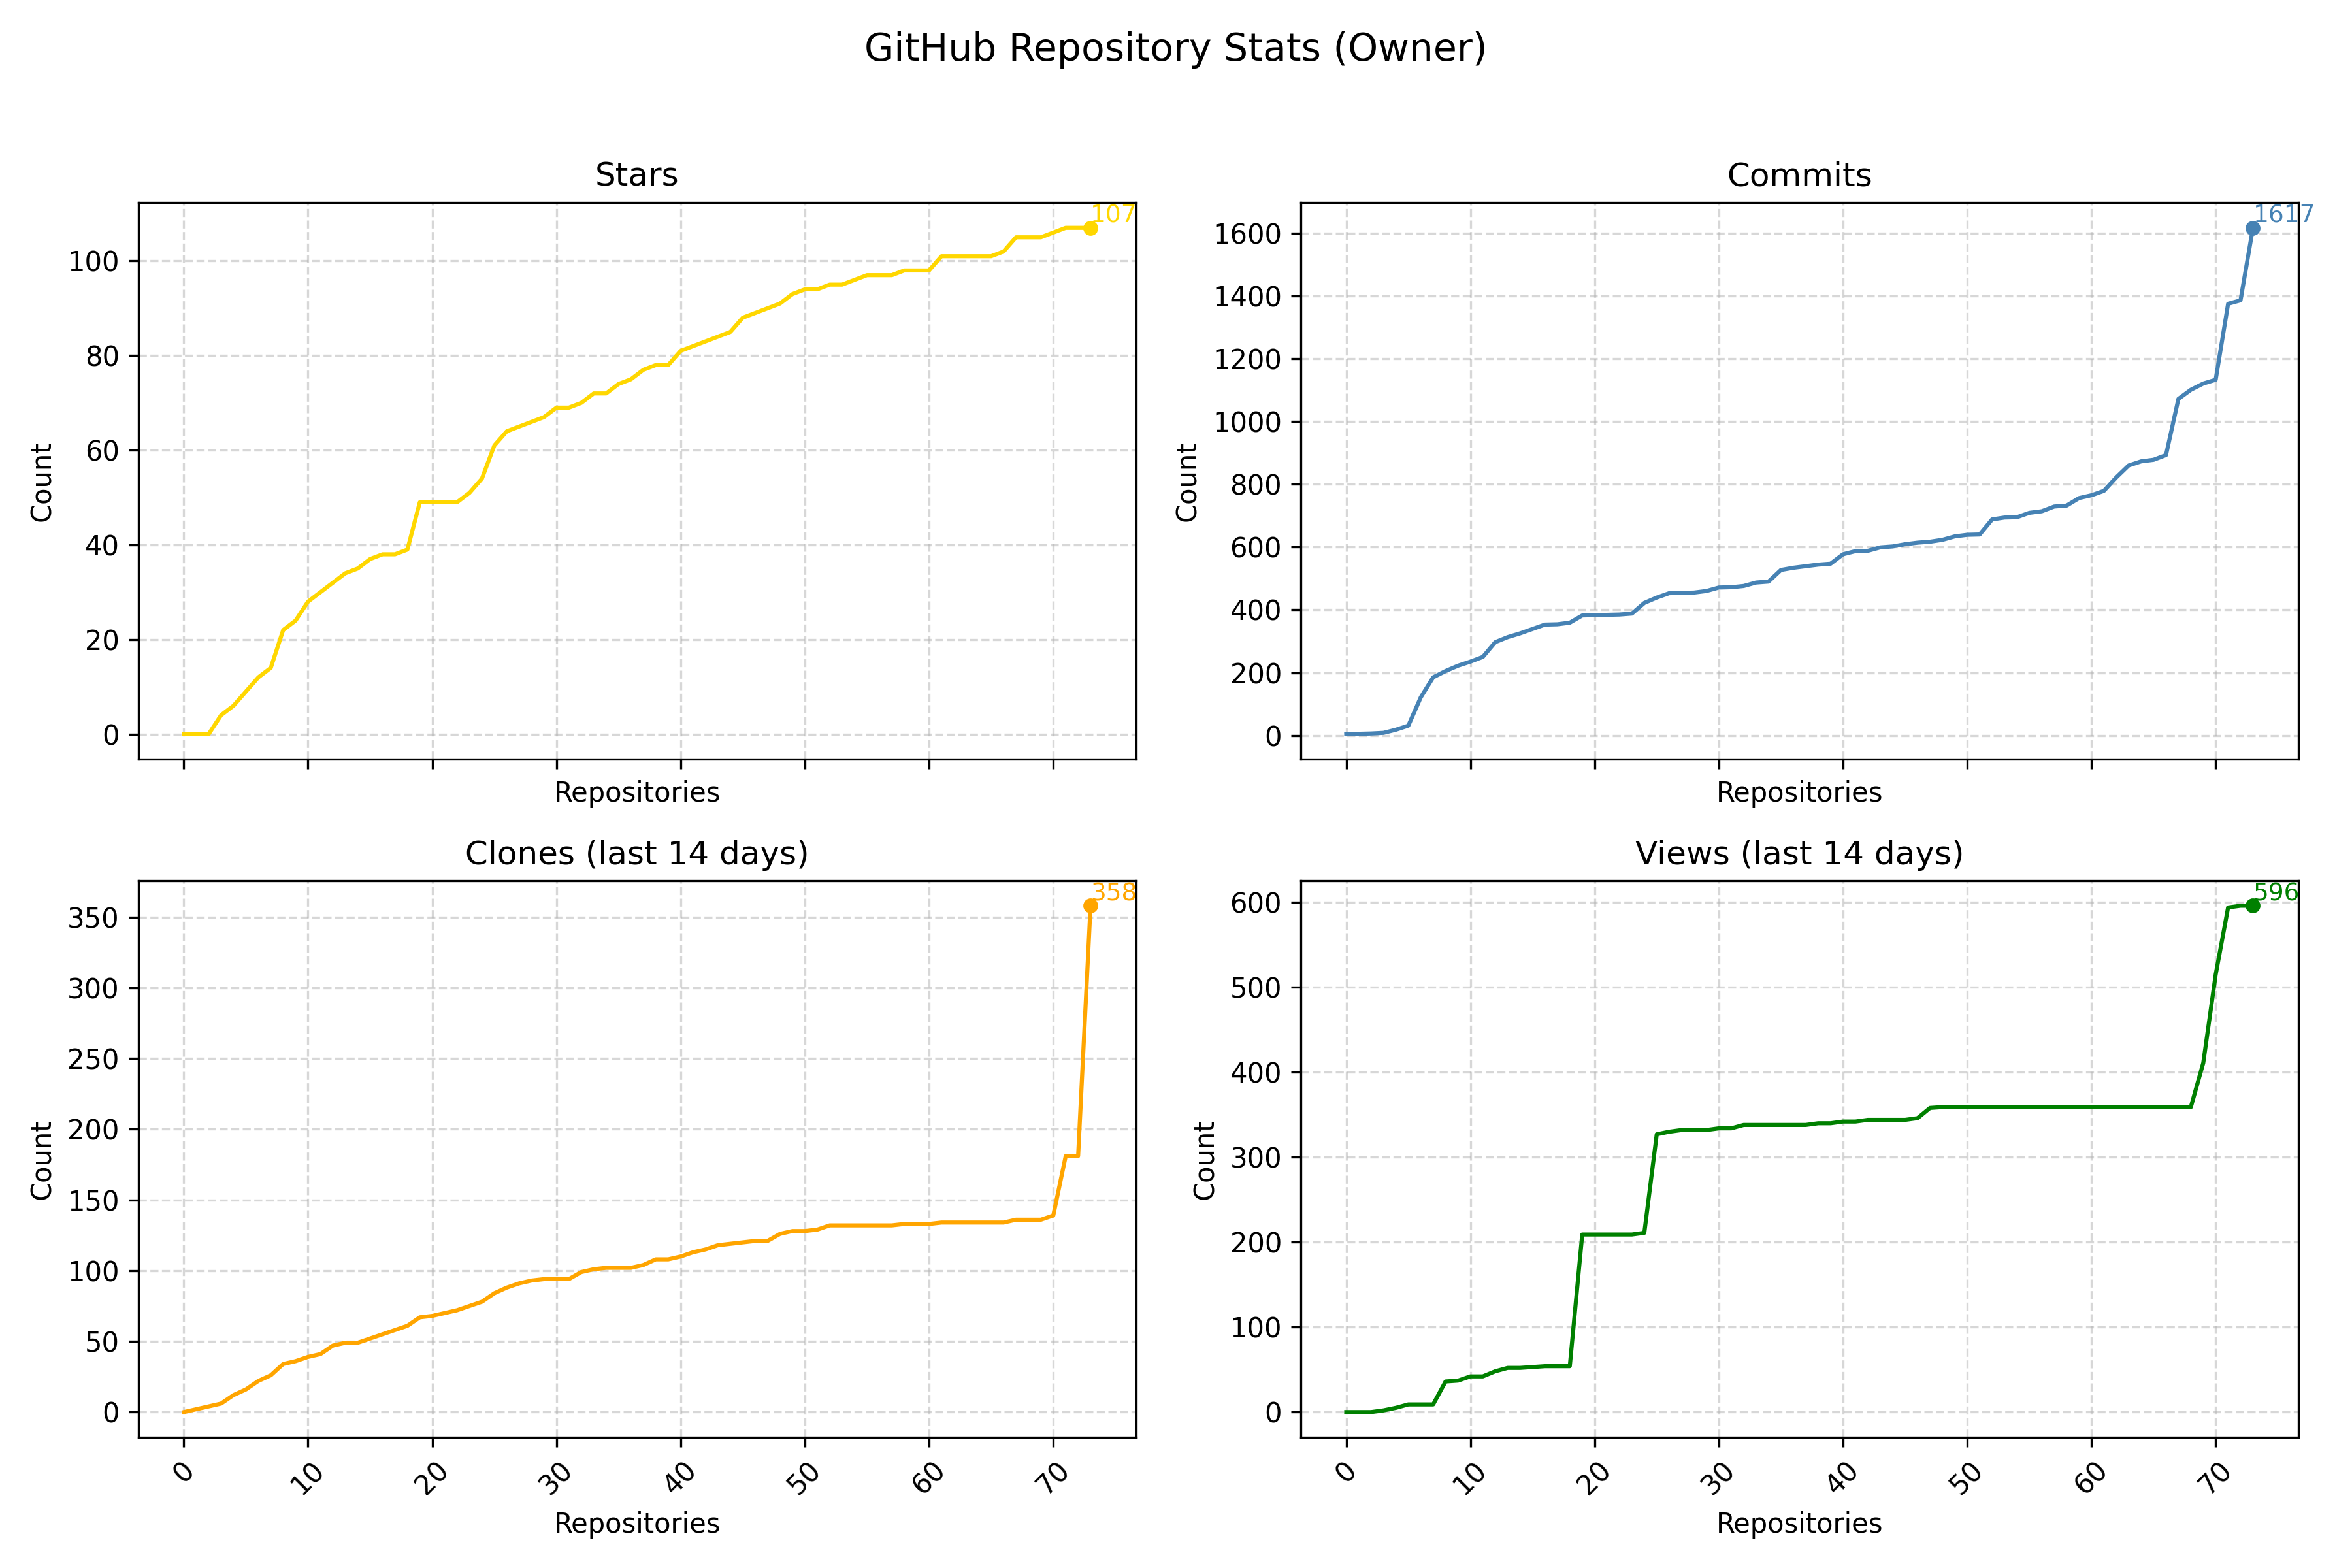 GitHub Repository Stats (Owner)
Stars
107
100
80
60
40
20
0
Count
Repositories
Commits
1617
1600
1400
1200
1000
800
600
400
200
0
Count
Repositories
Clones (last 14 days)
358
350
300
250
200
150
100
50
0
Count
0 10 20 30 40 50 60 70
Repositories
Views (last 14 days)
596
600
500
400
300
200
100
0
Count
0 10 20 30 40 50 60 70
Repositories